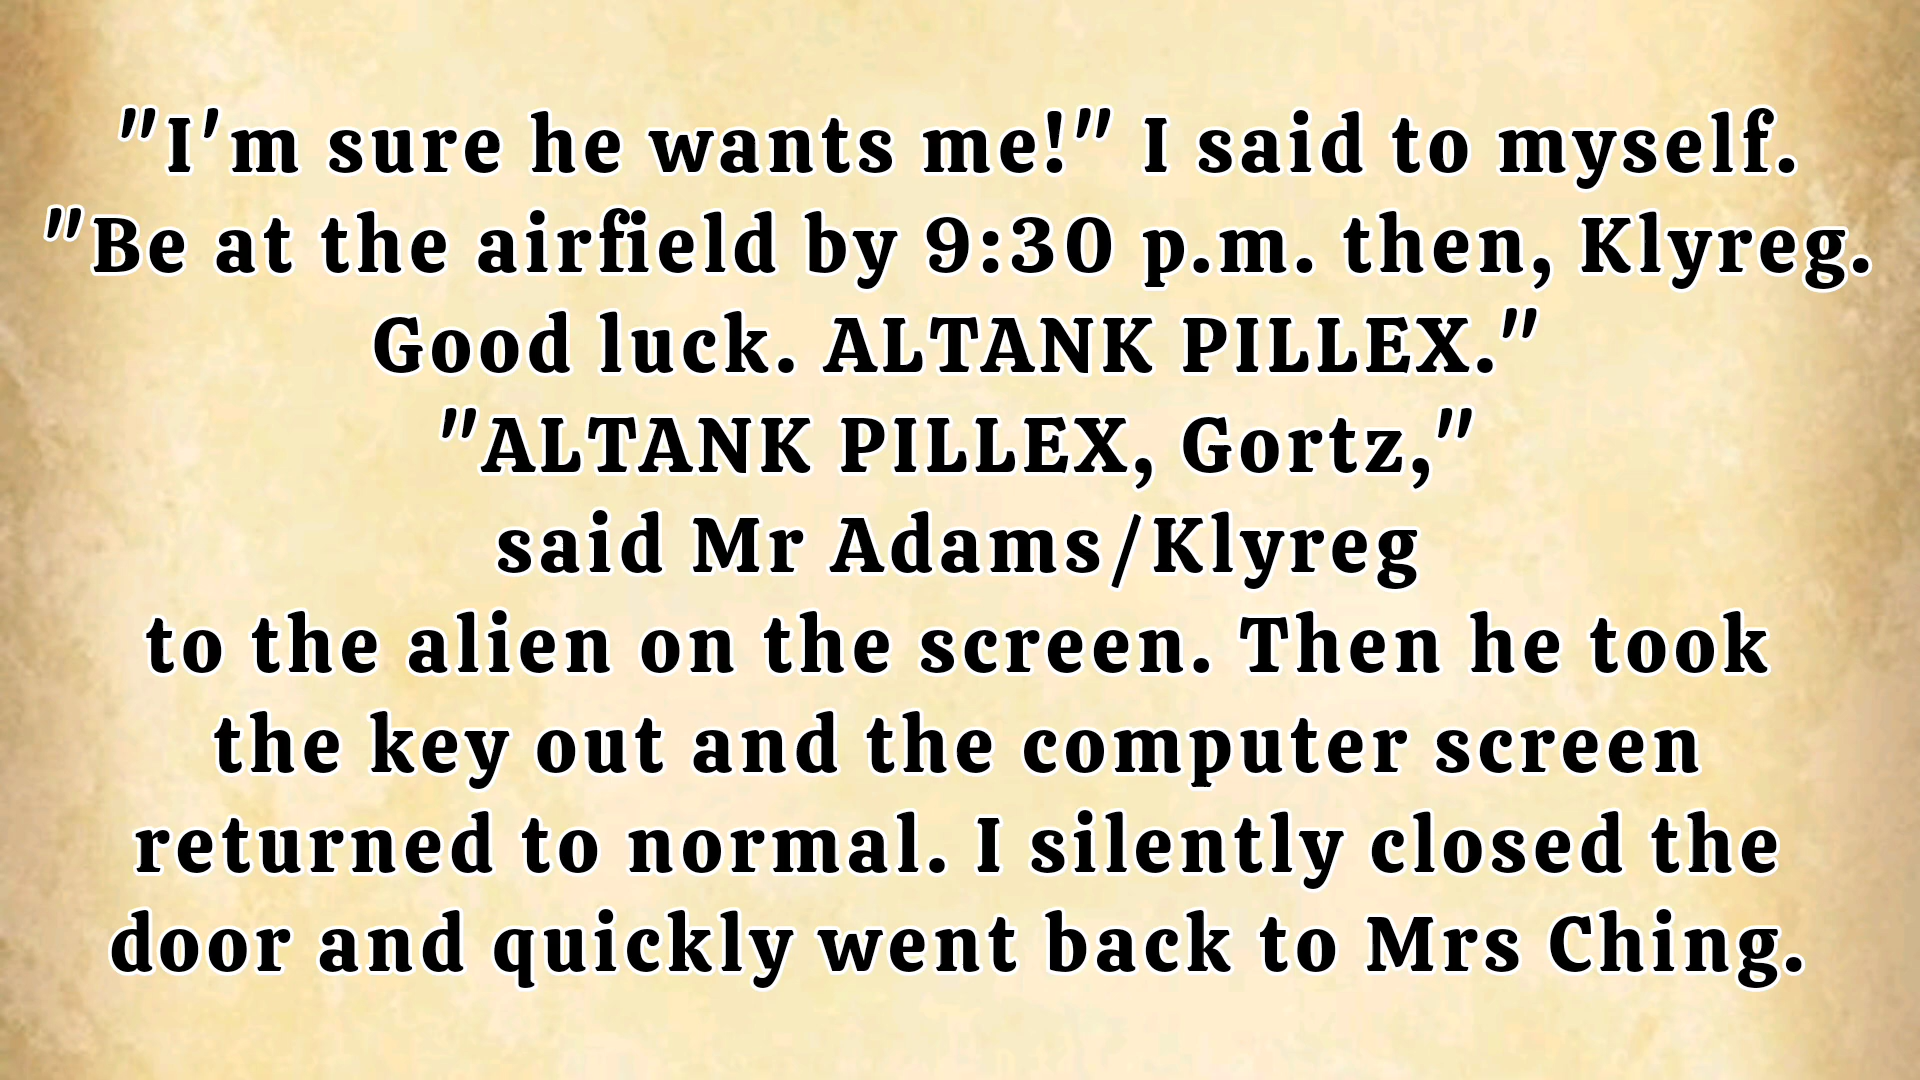 "I'm sure he wants me!" I said to myself.
"Be at the airfield by 9:30 p.m. then, Klyreg.
Good luck. ALTANK PILLEX."
"ALTANK PILLEX, Gortz,"
said Mr Adams/Klyreg
to the alien on the screen. Then he took
the key out and the computer screen
returned to normal. I silently closed the
door and quickly went back to Mrs Ching.